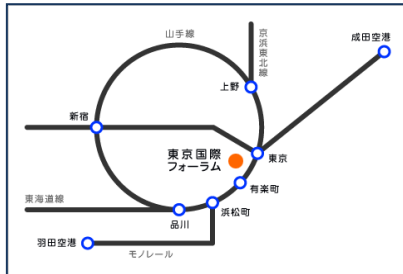 山手線
京浜東北線
成田空港
上野
新宿
東京国際
フォーラム
東京
有楽町
東海道線
浜松町
品川
羽田空港
モノレール